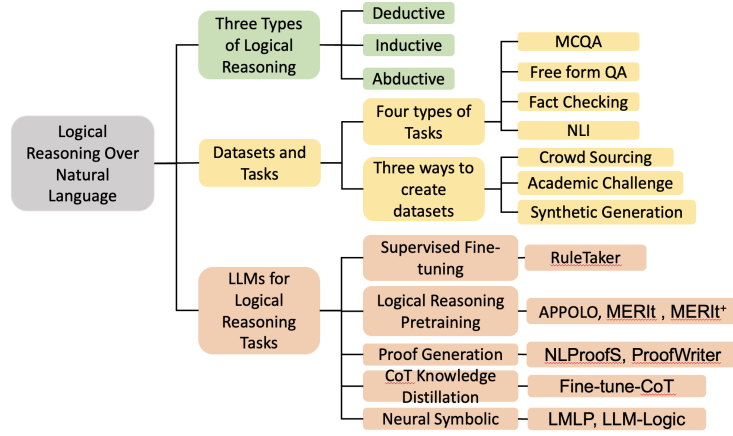 Logical
Reasoning Over
Natural
Language
Three Types
of Logical
Reasoning
Deductive
Inductive
Abductive
Datasets and
Tasks
Four types of
Tasks
MCQA
Free form QA
Fact Checking
NLI
Three ways to
create
datasets
Crowd Sourcing
Academic Challenge
Synthetic Generation
LLMs for
Logical
Reasoning
Tasks
Supervised Fine-
tuning
RuleTaker
Logical Reasoning
Pretraining
APPOLO, MERIt , MERIt⁺
Proof Generation
NLProofS, ProofWriter
CoT Knowledge
Distillation
Fine-tune-CoT
Neural Symbolic
LMLP, LLM-Logic